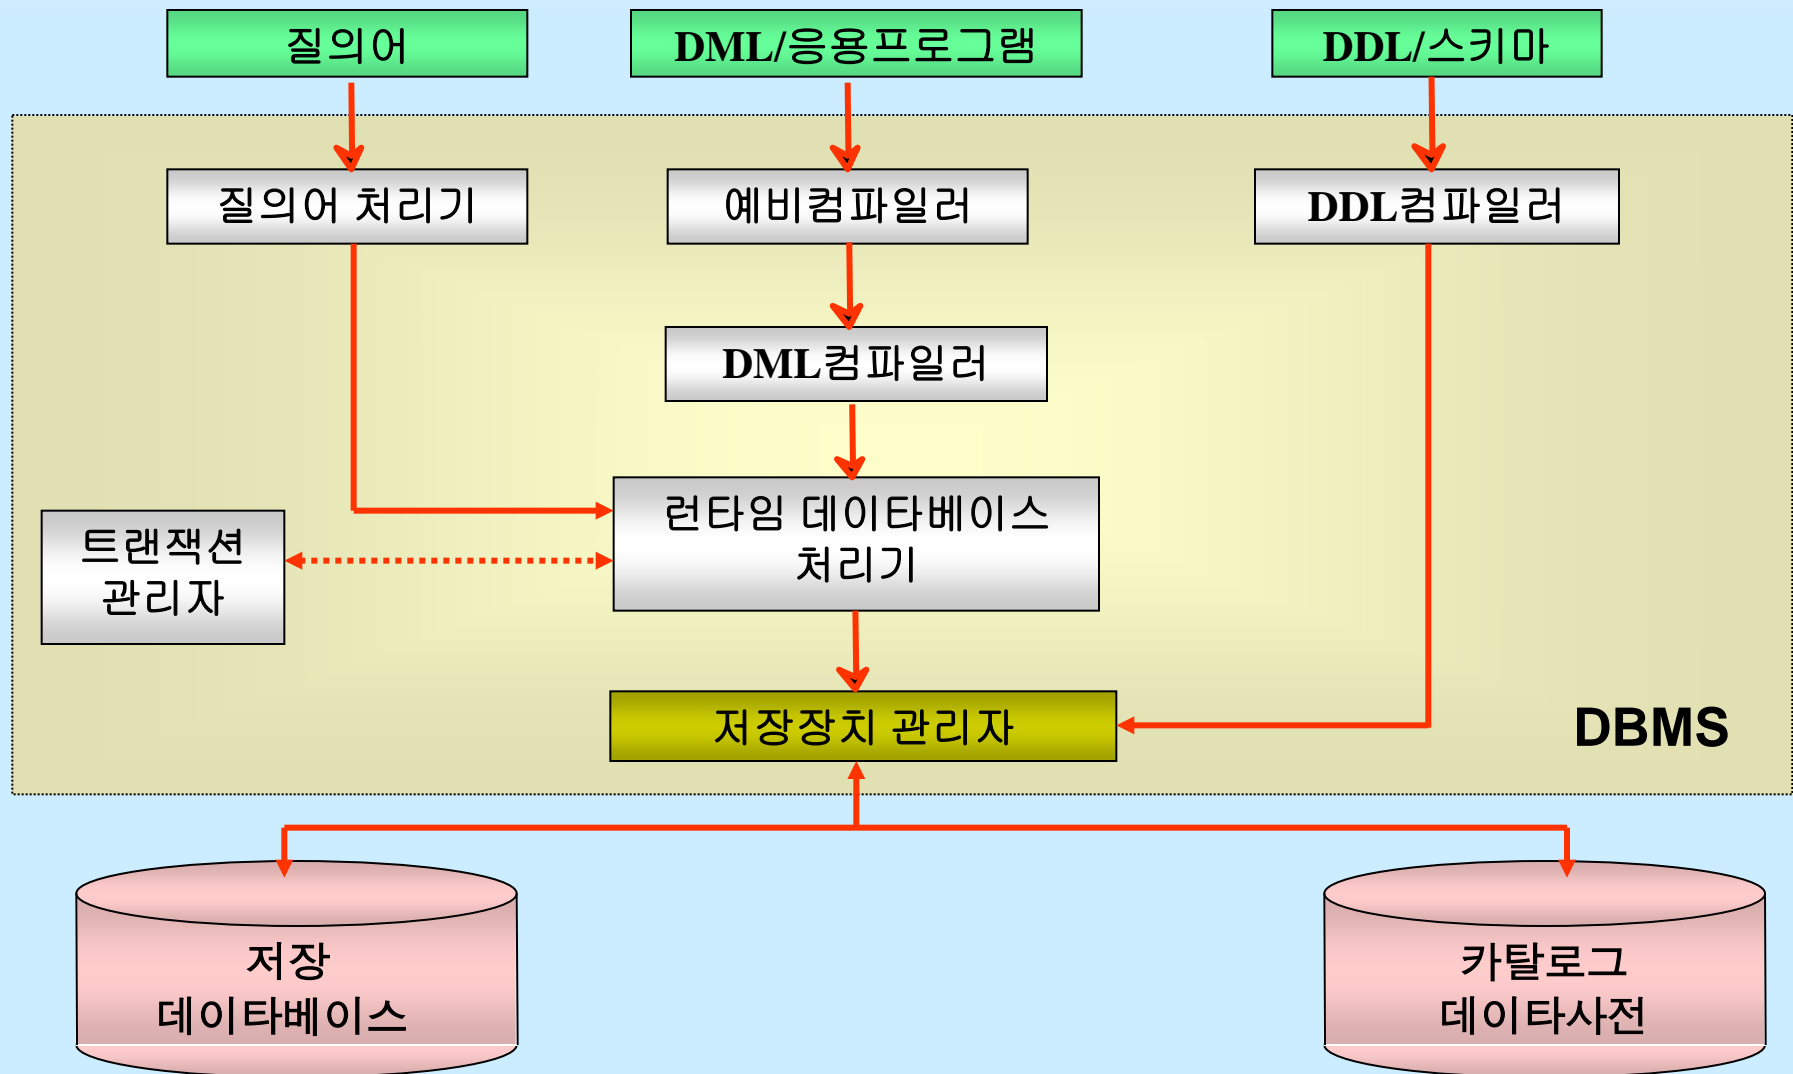 질의어
DML/응용프로그램
DDL/스키마
질의어 처리기
예비컴파일러
DDL컴파일러
DML컴파일러
런타임 데이타베이스
처리기
트랜잭션
관리자
저장장치 관리자
DBMS
저장
데이타베이스
카탈로그
데이타사전